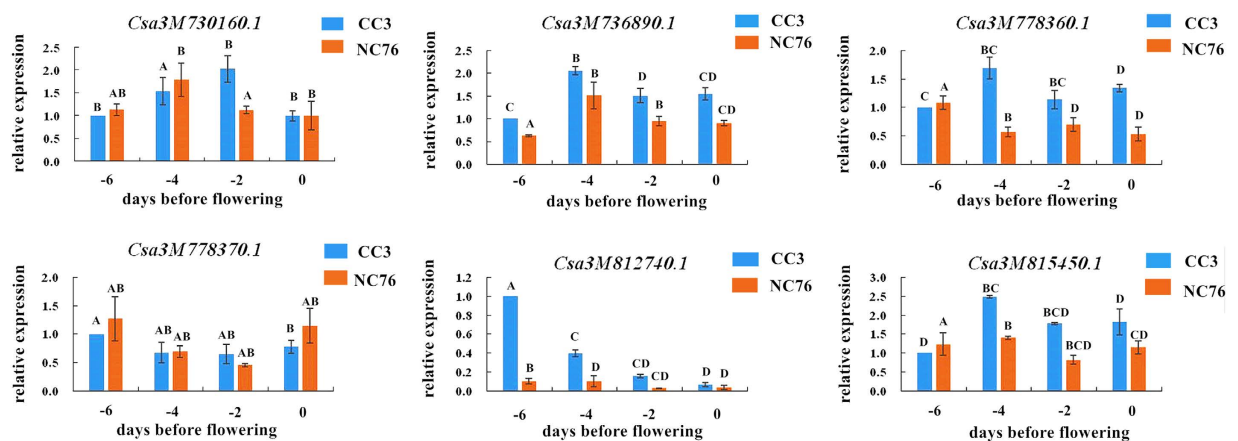 Csa3M730160.1
CC3
NC76
relative expression
2.5
2.0
1.5
1.0
0.5
0.0
B AB A B B A B B
-6 -4 -2 0
days before flowering
Csa3M736890.1
CC3
NC76
relative expression
2.5
2.0
1.5
1.0
0.5
0.0
C A B B D B CD CD
-6 -4 -2 0
days before flowering
Csa3M778360.1
CC3
NC76
relative expression
2.0
1.5
1.0
0.5
0.0
C A BC B BC D D D
-6 -4 -2 0
days before flowering
Csa3M778370.1
CC3
NC76
relative expression
2.0
1.5
1.0
0.5
0.0
A AB AB AB AB AB B AB
-6 -4 -2 0
days before flowering
Csa3M812740.1
CC3
NC76
relative expression
1.2
1.0
0.8
0.6
0.4
0.2
0.0
A B C D CD CD D D
-6 -4 -2 0
days before flowering
Csa3M815450.1
CC3
NC76
relative expression
3.0
2.5
2.0
1.5
1.0
0.5
0.0
D A BC B BCD BCD D CD
-6 -4 -2 0
days before flowering